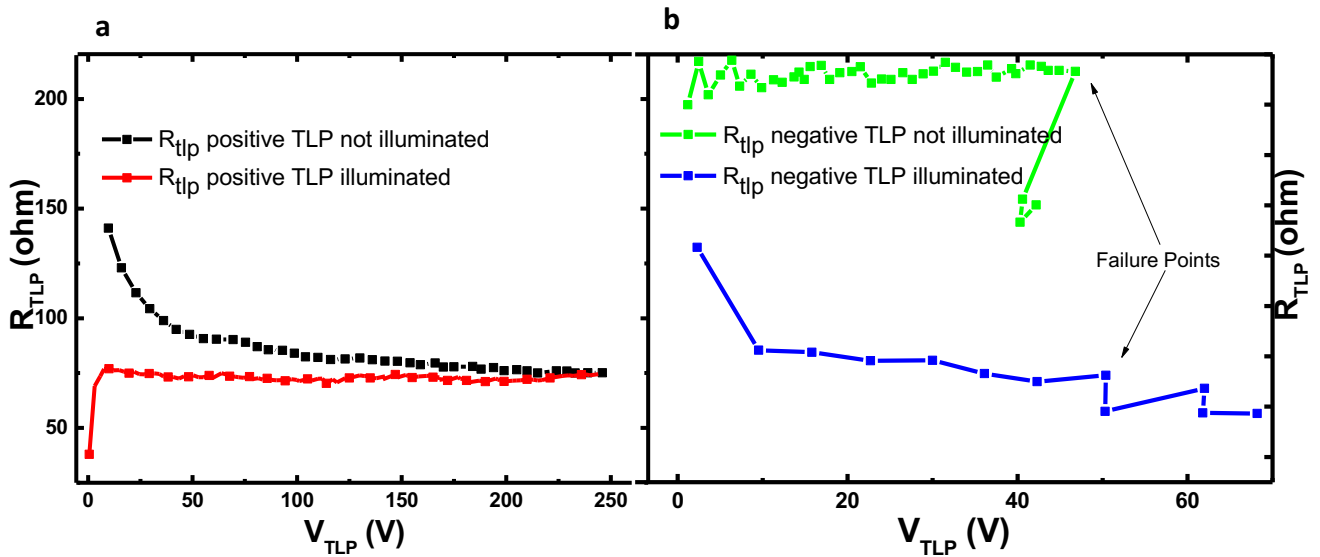 a
b
200
150
100
50
R_TLP (ohm)
R_tlp positive TLP not illuminated
R_tlp positive TLP illuminated
0
50
100
150
200
250
V_TLP (V)
R_tlp negative TLP not illuminated
R_tlp negative TLP illuminated
Failure Points
R_TLP (ohm)
0
20
40
60
V_TLP (V)